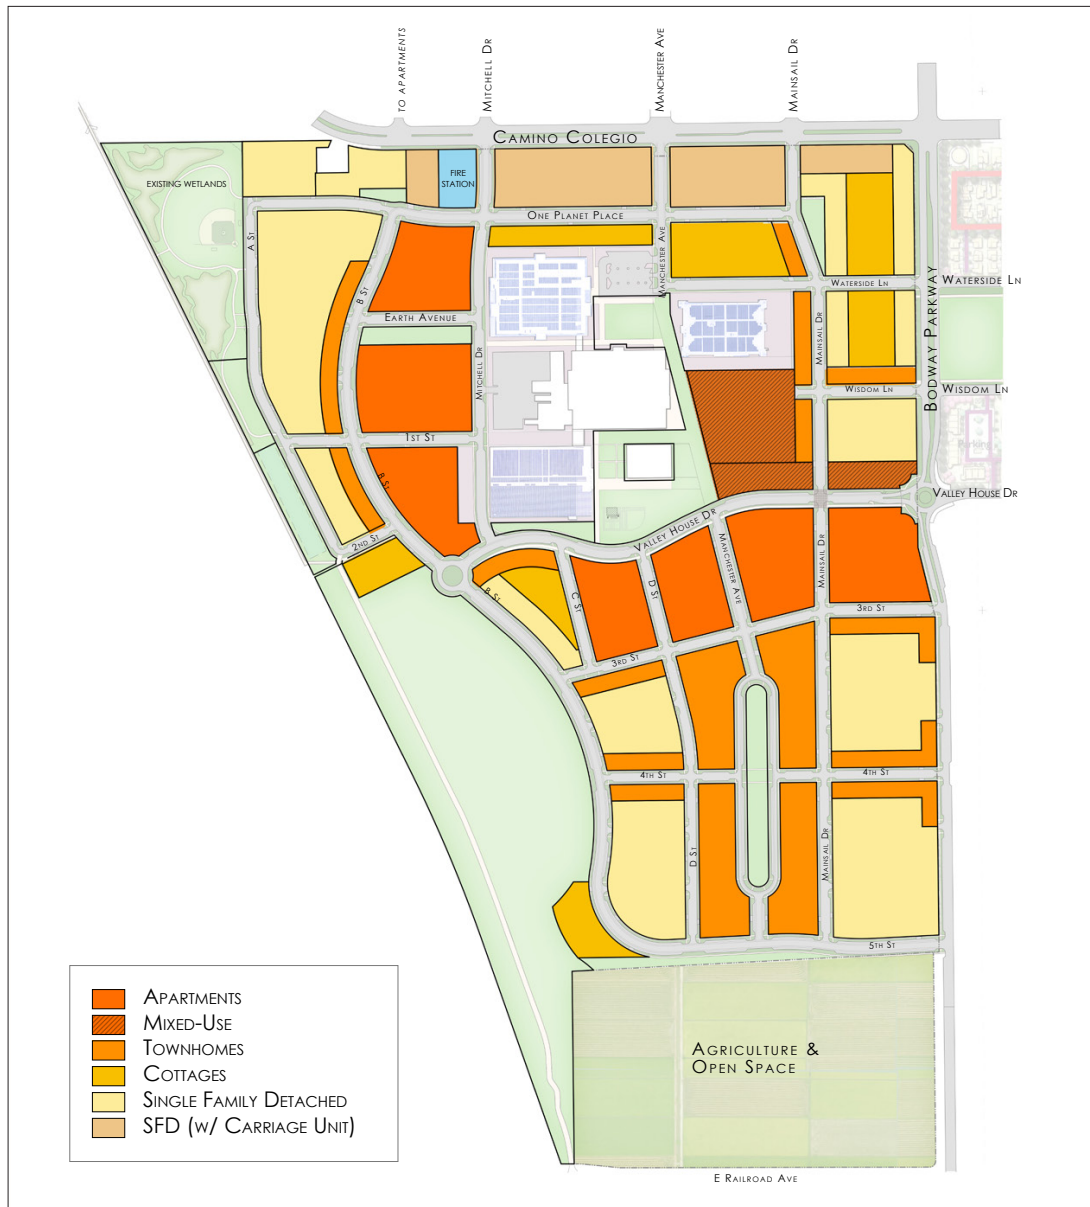 TO APARTMENTS
MITCHELL DR
MANCHESTER AVE
MAINSAIL DR
CAMINO COLEGIO
EXISTING WETLANDS
FIRE
STATION
ONE PLANET PLACE
A ST
B ST
MANCHESTER AVE
WATERSIDE LN
WATERSIDE LN
EARTH AVENUE
MITCHELL DR
MAINSAIL DR
BODWAY PARKWAY
WISDOM LN
WISDOM LN
1ST ST
B ST
VALLEY HOUSE DR
VALLEY HOUSE DR
2ND ST
B ST
C ST
D ST
MANCHESTER AVE
MAINSAIL DR
3RD ST
3RD ST
4TH ST
4TH ST
D ST
MAINSAIL DR
5TH ST
AGRICULTURE &
OPEN SPACE
E RAILROAD AVE
APARTMENTS
MIXED-USE
TOWNHOMES
COTTAGES
SINGLE FAMILY DETACHED
SFD (W/ CARRIAGE UNIT)